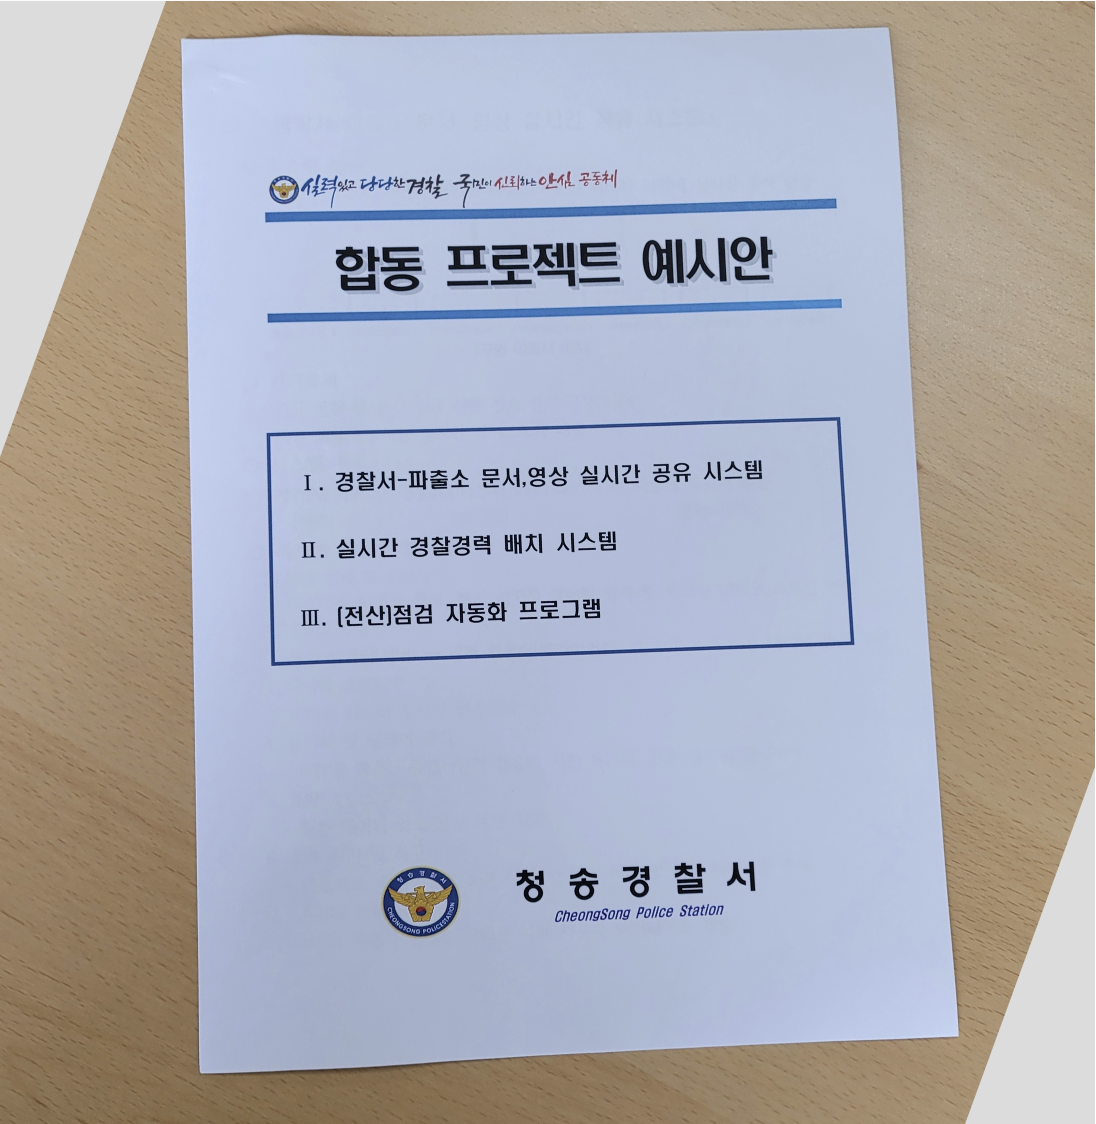 실력있고 당당한 경찰 국민이 신뢰하는 안심 공동체
합동 프로젝트 예시안
Ⅰ. 경찰서-파출소 문서,영상 실시간 공유 시스템
Ⅱ. 실시간 경찰경력 배치 시스템
Ⅲ. (전산)점검 자동화 프로그램
청송경찰서
CHEONGSONG POLICESTATION
청송경찰서
CheongSong Police Station